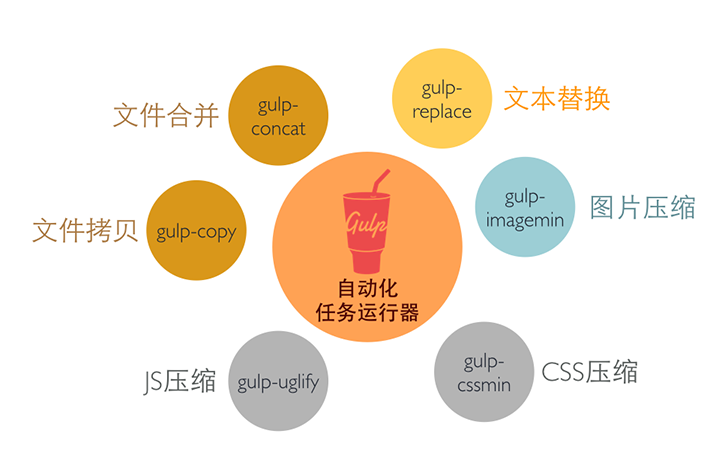 文件合并
gulp-
concat
gulp-
replace
文本替换
文件拷贝
gulp-copy
gulp-
imagemin
图片压缩
Gulp
自动化
任务运行器
JS压缩
gulp-uglify
gulp-
cssmin
CSS压缩